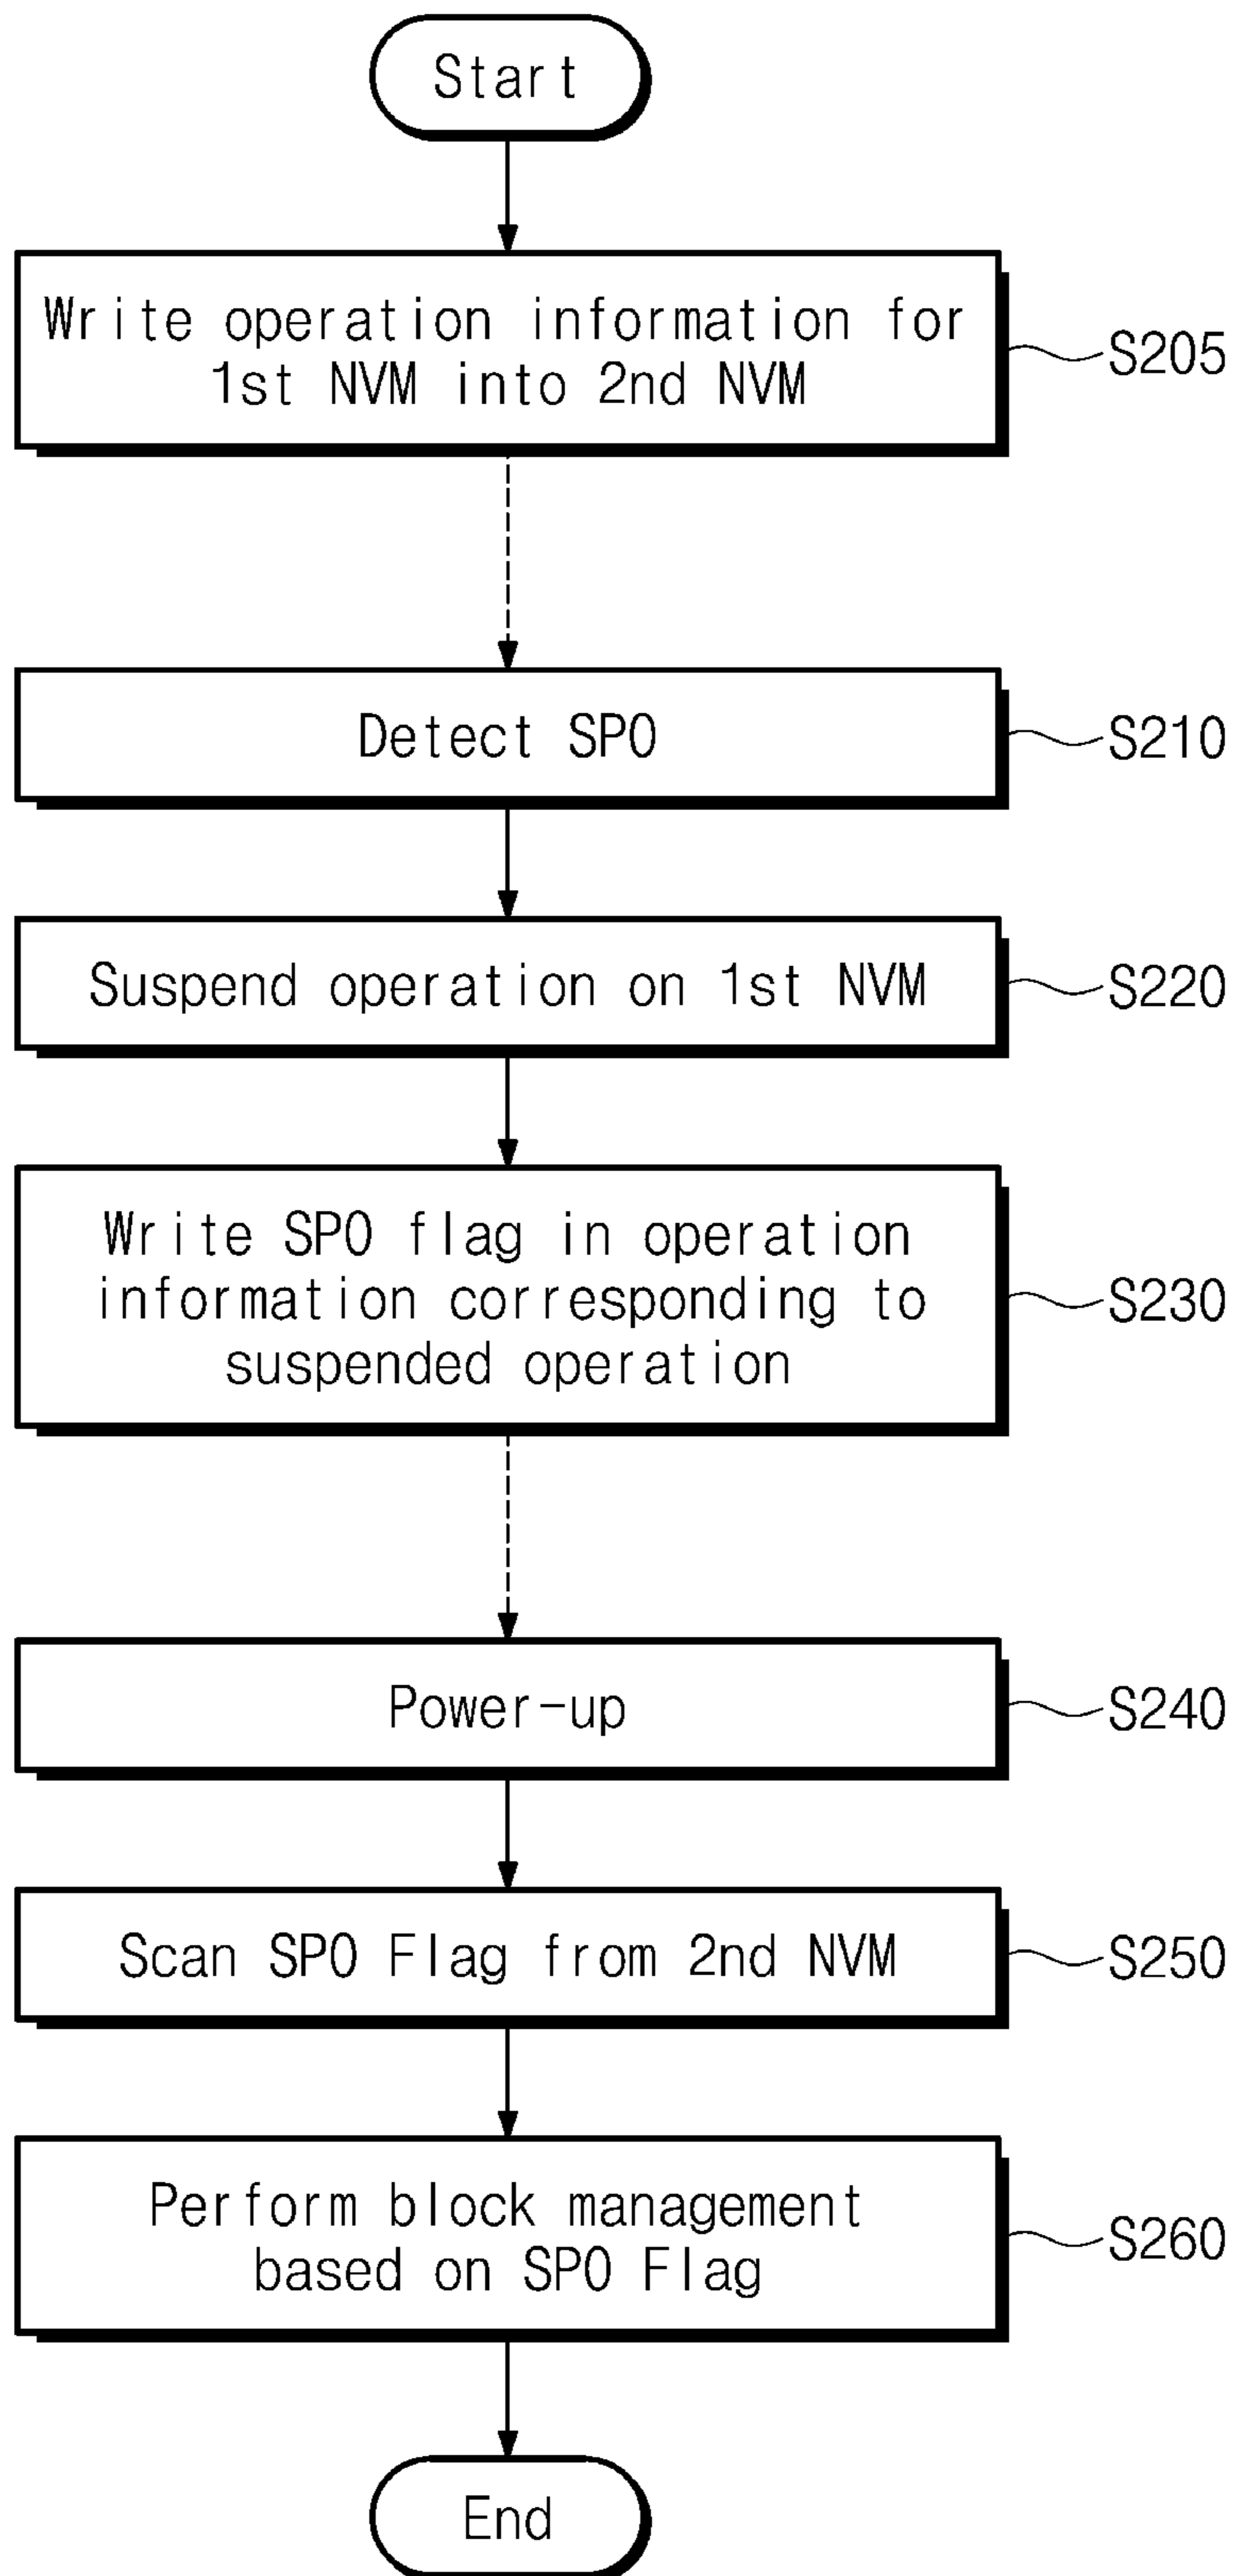 Start
Write operation information for
1st NVM into 2nd NVM
S205
Detect SPO
S210
Suspend operation on 1st NVM
S220
Write SPO flag in operation
information corresponding to
suspended operation
S230
Power-up
S240
Scan SPO Flag from 2nd NVM
S250
Perform block management
based on SPO Flag
S260
End